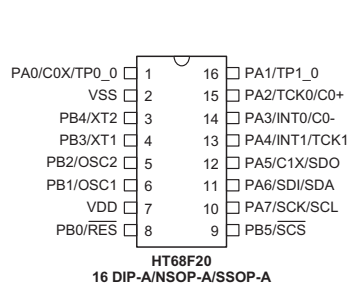 PA0/C0X/TP0_0 1 16 PA1/TP1_0
VSS 2 15 PA2/TCK0/C0+
PB4/XT2 3 14 PA3/INT0/C0-
PB3/XT1 4 13 PA4/INT1/TCK1
PB2/OSC2 5 12 PA5/C1X/SDO
PB1/OSC1 6 11 PA6/SDI/SDA
VDD 7 10 PA7/SCK/SCL
PB0/RES 8 9 PB5/SCS
HT68F20
16 DIP-A/NSOP-A/SSOP-A